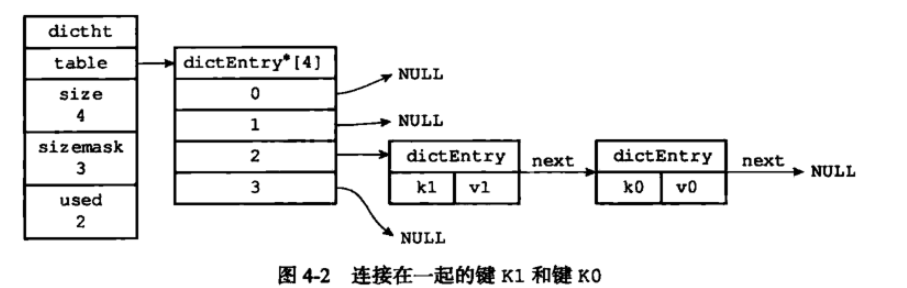 dictht
table
size
4
sizemask
3
used
2
dictEntry*[4]
0
1
2
3
NULL
NULL
dictEntry
k1 v1
next
dictEntry
k0 v0
next
NULL
NULL
图 4-2 连接在一起的键 K1 和键 K0